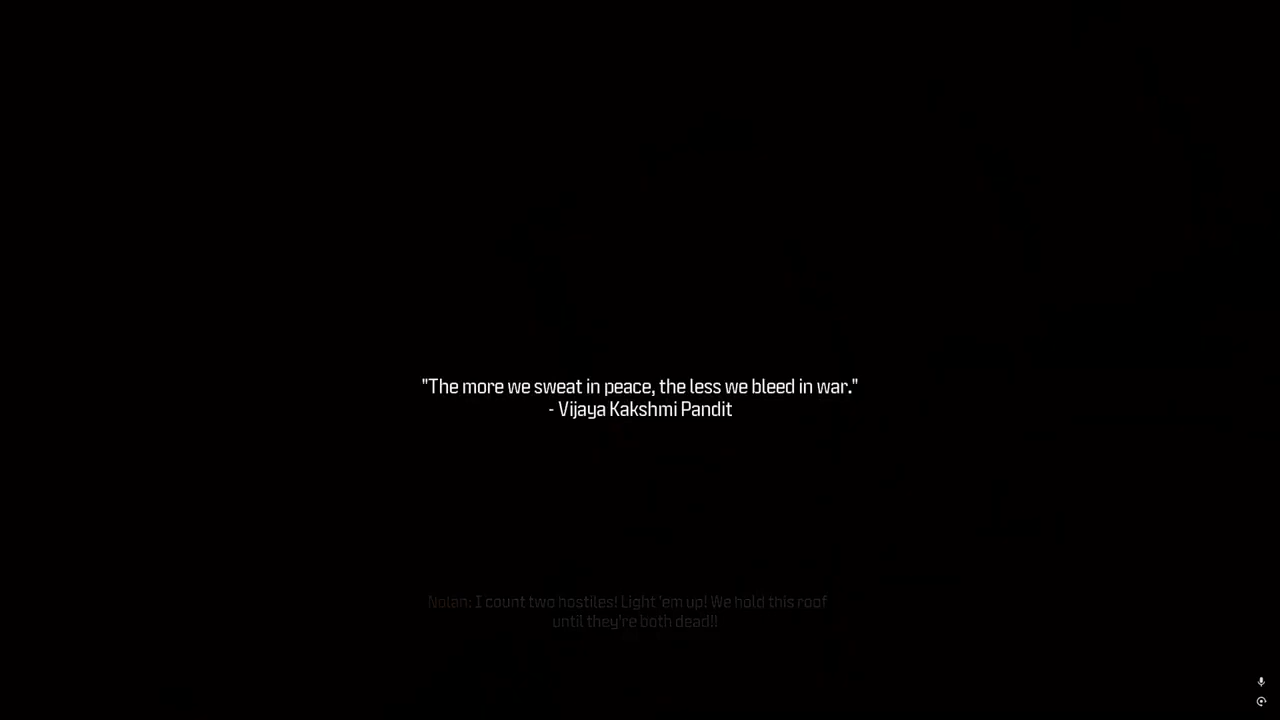 "The more we sweat in peace, the less we bleed in war."
- Vijaya Kakshmi Pandit
Nolan: I count two hostiles! Light 'em up! We hold this roof
until they're both dead!!